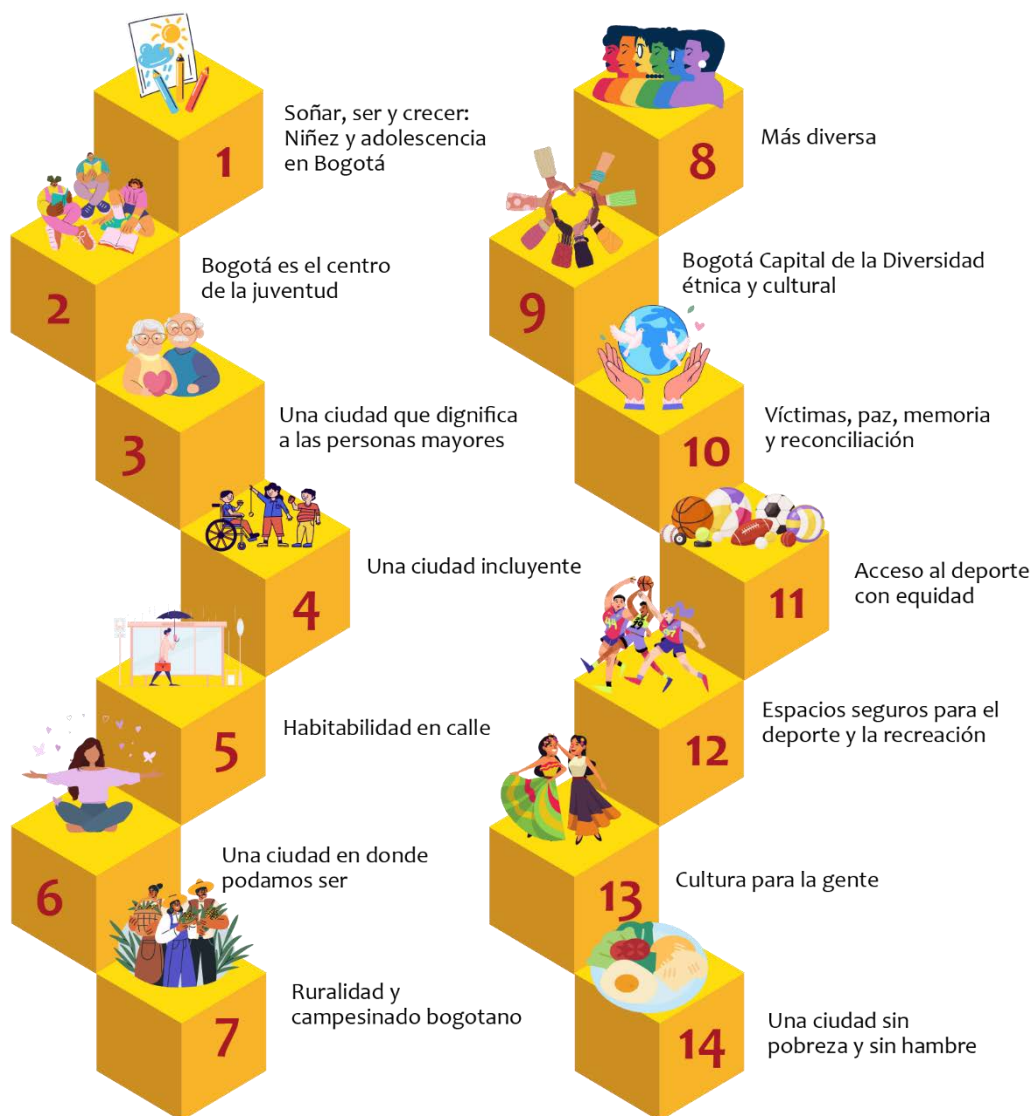 1
Soñar, ser y crecer:
Niñez y adolescencia
en Bogotá
2
Bogotá es el centro
de la juventud
3
Una ciudad que dignifica
a las personas mayores
4
Una ciudad incluyente
5
Habitabilidad en calle
6
Una ciudad en donde
podamos ser
7
Ruralidad y
campesinado bogotano
8
Más diversa
9
Bogotá Capital de la Diversidad
étnica y cultural
10
Víctimas, paz, memoria
y reconciliación
11
Acceso al deporte
con equidad
12
Espacios seguros para el
deporte y la recreación
13
Cultura para la gente
14
Una ciudad sin
pobreza y sin hambre